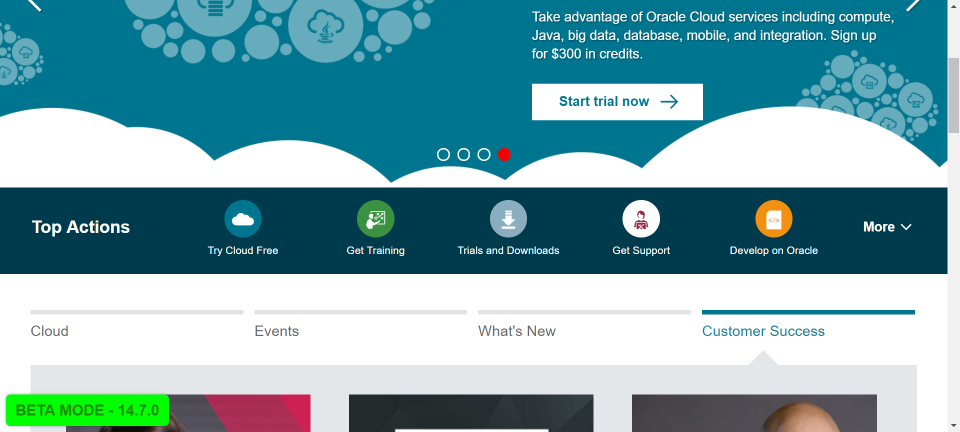 Take advantage of Oracle Cloud services including compute,
Java, big data, database, mobile, and integration. Sign up
for $300 in credits.
Start trial now
Top Actions
Try Cloud Free
Get Training
Trials and Downloads
Get Support
</>
Develop on Oracle
More
Cloud
Events
What's New
Customer Success
BETA MODE - 14.7.0